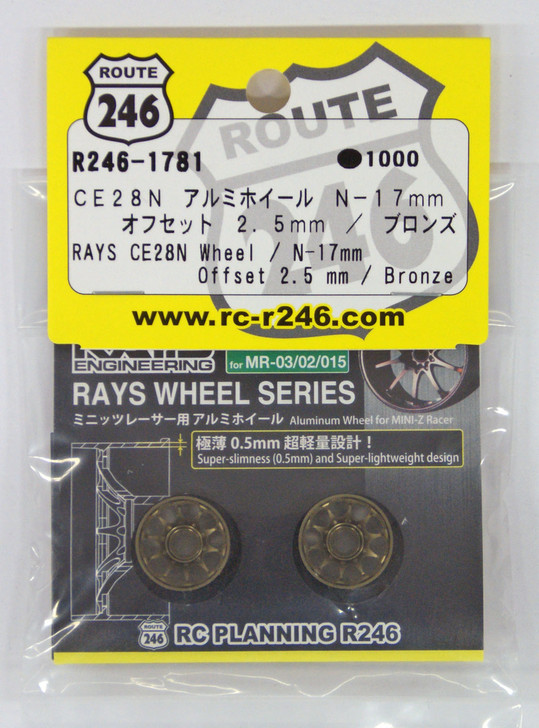 ROUTE
246
ROUTE
246
R246-1781
●1000
CE28N アルミホイール N-17mm
オフセット 2.5mm / ブロンズ
RAYS CE28N Wheel / N-17mm
Offset 2.5 mm / Bronze
www.rc-r246.com
ENGINEERING
for MR-03/02/015
RAYS WHEEL SERIES
ミニッツレーサー用アルミホイール Aluminum Wheel for MINI-Z Racer
極薄 0.5mm 超軽量設計!
Super-slimness (0.5mm) and Super-lightweight design
ROUTE
246
RC PLANNING R246